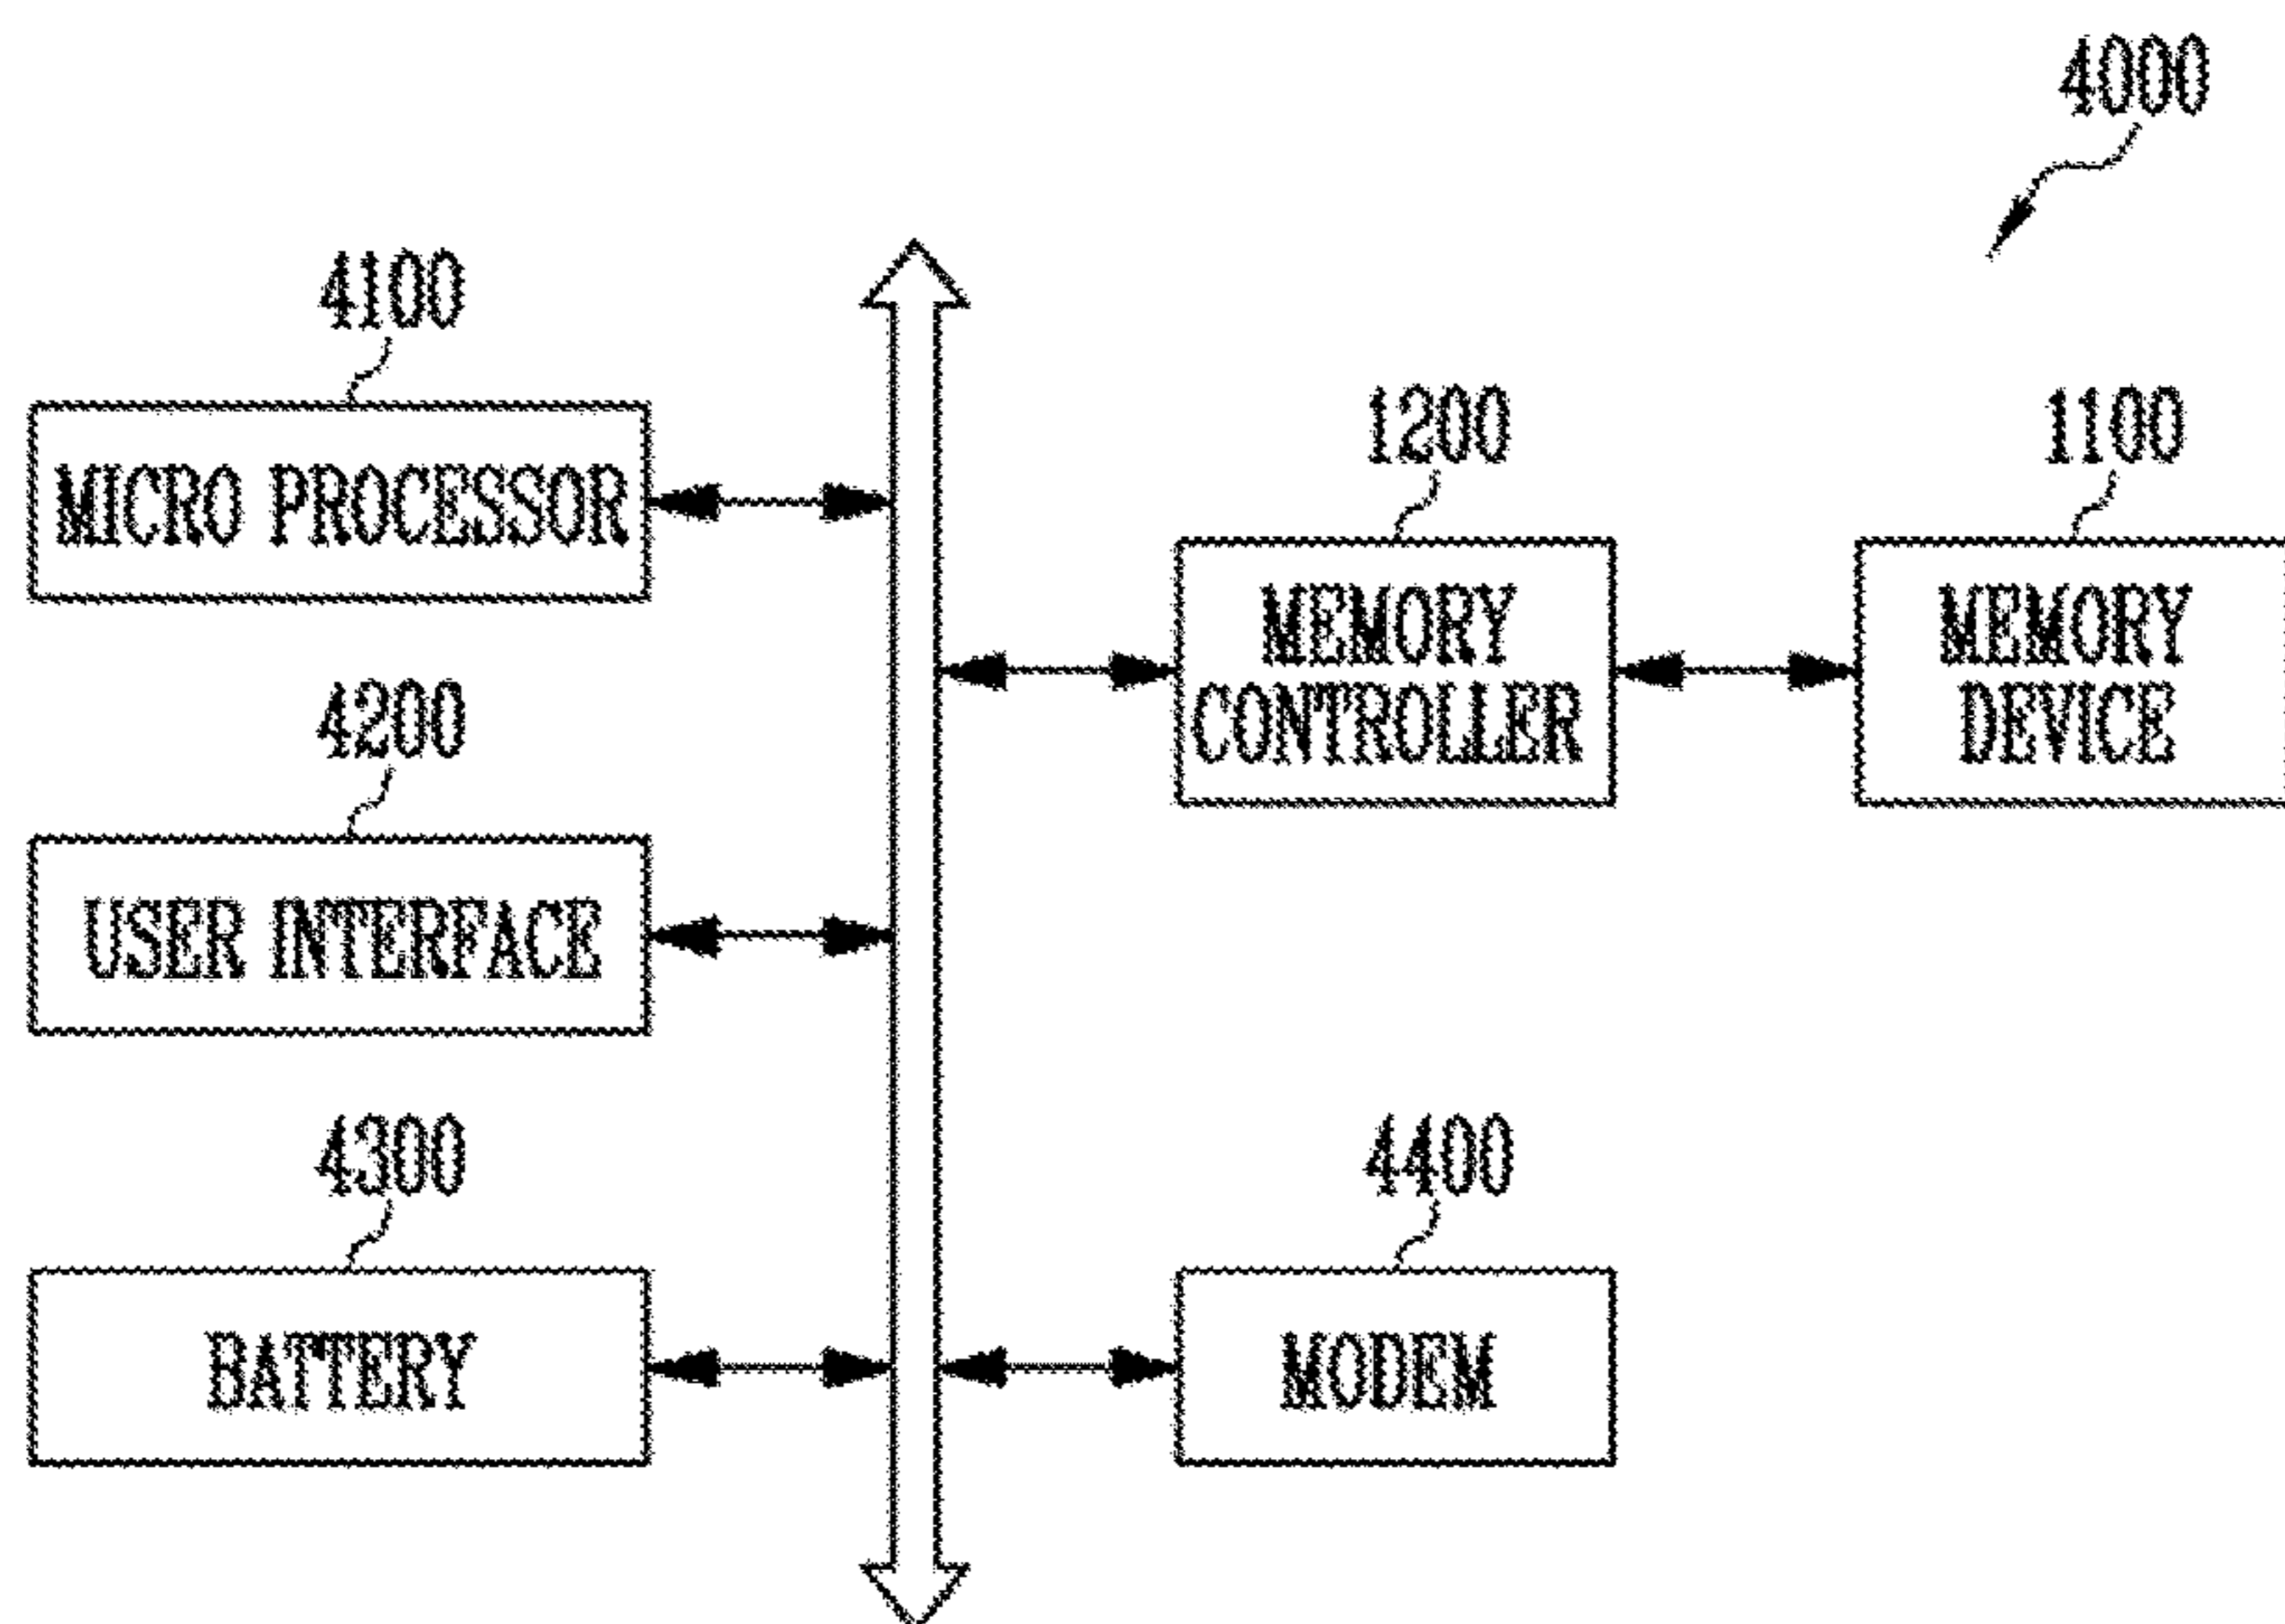 4000
4100
MICRO PROCESSOR
1200
1100
MEMORY
CONTROLLER
MEMORY
DEVICE
4200
USER INTERFACE
4300
BATTERY
4400
MODEM